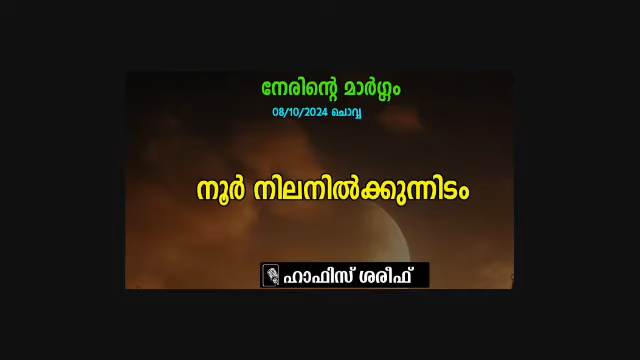 നേരിന്റെ മാർഗ്ഗം
08/10/2024 ചൊവ്വ
നൂർ നിലനിൽക്കുന്നിടം
ഹാഫിസ് ശരീഫ്